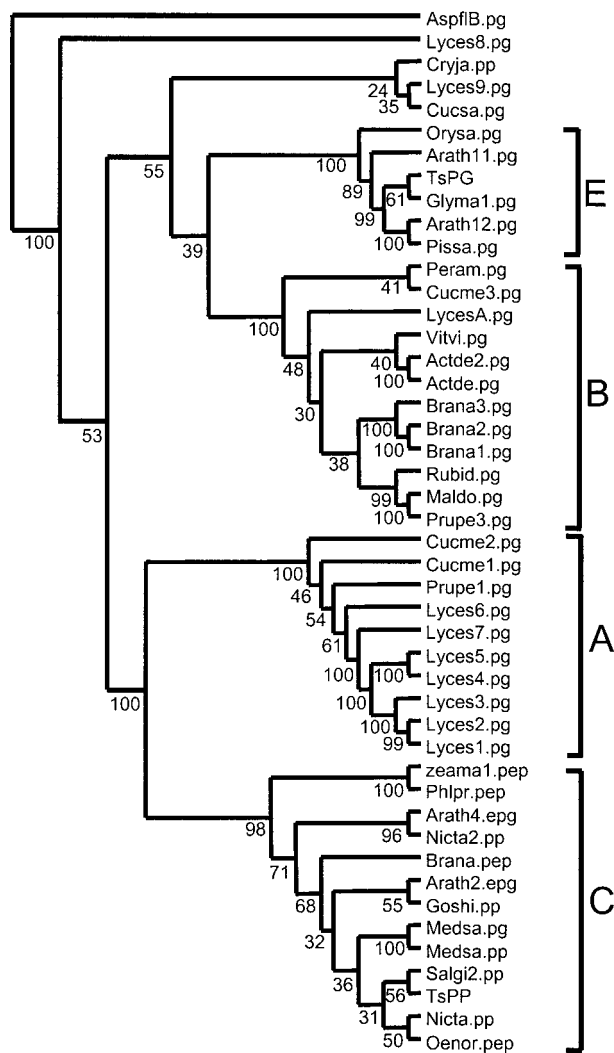 AspflB.pg
Lyces8.pg
Cryja.pp
24
Lyces9.pg
35
Cucsa.pg
Orysa.pg
100
Arath11.pg
55
89
TsPG
61
Glyma1.pg
E
99
Arath12.pg
100
39
100
Pissa.pg
Peram.pg
41
Cucme3.pg
100
LycesA.pg
Vitvi.pg
48
40
Actde2.pg
100
Actde.pg
B
30
Brana3.pg
100
Brana2.pg
53
100
Brana1.pg
38
Rubid.pg
99
Maldo.pg
100
Prupe3.pg
Cucme2.pg
100
Cucme1.pg
46
Prupe1.pg
54
Lyces6.pg
61
Lyces7.pg
A
Lyces5.pg
100
100
Lyces4.pg
100
100
Lyces3.pg
100
Lyces2.pg
99
Lyces1.pg
zeama1.pep
100
Phlpr.pep
98
Arath4.epg
96
Nicta2.pp
71
Brana.pep
68
Arath2.epg
55
Goshi.pp
C
32
Medsa.pg
100
Medsa.pp
36
Salgi2.pp
56
TsPP
31
Nicta.pp
50
Oenor.pep